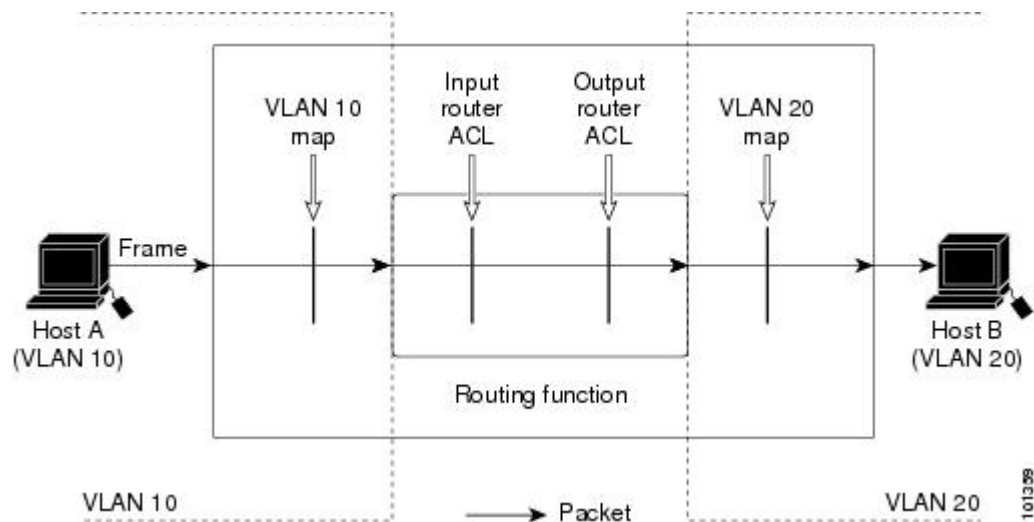 VLAN 10
map
Input
router
ACL
Output
router
ACL
VLAN 20
map
Frame
Host A
(VLAN 10)
Host B
(VLAN 20)
Routing function
VLAN 10
Packet
VLAN 20
101359